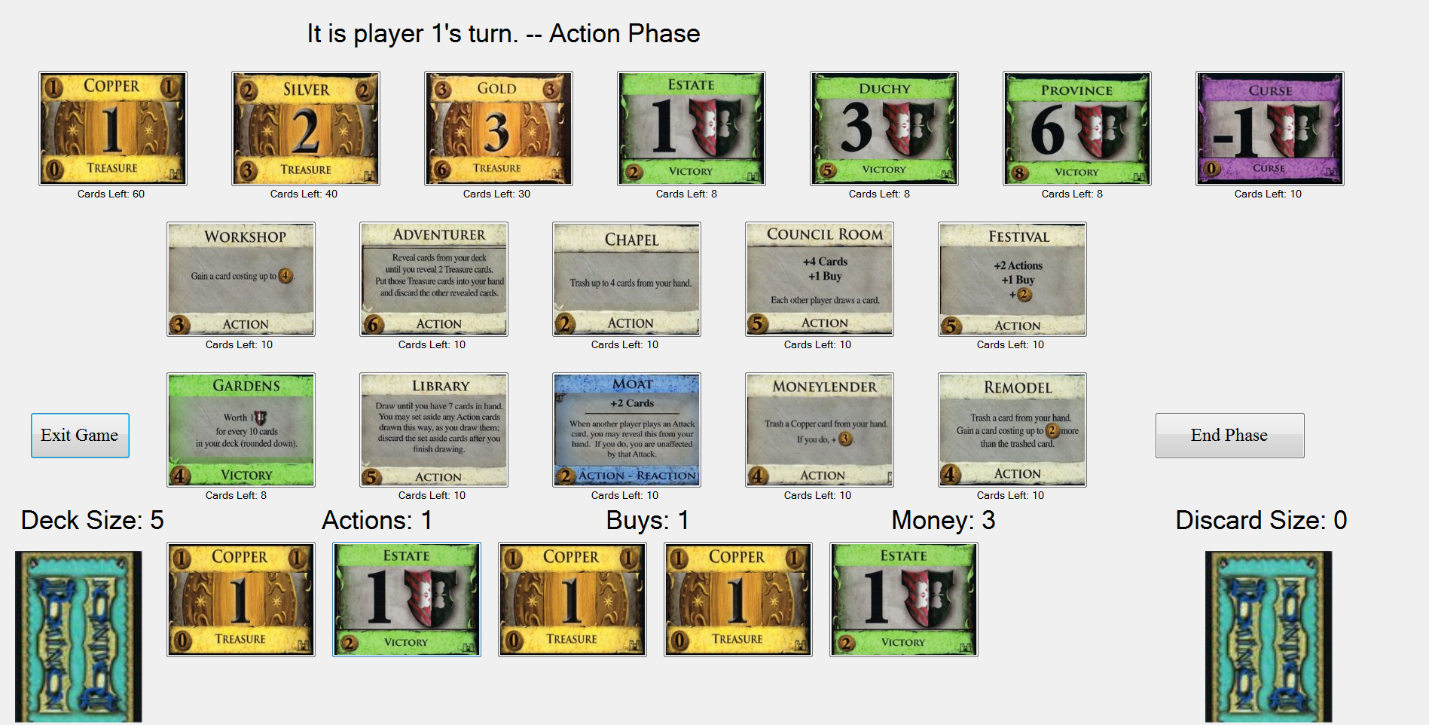 It is player 1's turn. -- Action Phase
1 COPPER 1
1
0 TREASURE
Cards Left: 60
2 SILVER 2
2
3 TREASURE
Cards Left: 40
3 GOLD 3
3
6 TREASURE
Cards Left: 30
ESTATE
1
2 VICTORY
Cards Left: 8
DUCHY
3
5 VICTORY
Cards Left: 8
PROVINCE
6
8 VICTORY
Cards Left: 8
CURSE
-1
0 CURSE
Cards Left: 10
WORKSHOP
Gain a card costing up to 4.
3 ACTION
Cards Left: 10
ADVENTURER
Reveal cards from your deck
until you reveal 2 Treasure cards.
Put those Treasure cards into your hand
and discard the other revealed cards.
6 ACTION
Cards Left: 10
CHAPEL
Trash up to 4 cards from your hand.
2 ACTION
Cards Left: 10
COUNCIL ROOM
+4 Cards
+1 Buy
Each other player draws a card.
5 ACTION
Cards Left: 10
FESTIVAL
+2 Actions
+1 Buy
+2
5 ACTION
Cards Left: 10
Exit Game
GARDENS
Worth 1
for every 10 cards
in your deck (rounded down).
4 VICTORY
Cards Left: 8
LIBRARY
Draw until you have 7 cards in hand.
You may set aside any Action cards
drawn this way, as you draw them;
discard the set aside cards after you
finish drawing.
5 ACTION
Cards Left: 10
MOAT
+2 Cards
When another player plays an Attack
card, you may reveal this from your
hand. If you do, you are unaffected
by that Attack.
2 ACTION - REACTION
Cards Left: 10
MONEYLENDER
Trash a Copper card from your hand.
If you do, +3.
4 ACTION
Cards Left: 10
REMODEL
Trash a card from your hand.
Gain a card costing up to 2 more
than the trashed card.
4 ACTION
Cards Left: 10
End Phase
Deck Size: 5
Actions: 1
Buys: 1
Money: 3
Discard Size: 0
DOMINION
DOMINION
1 COPPER 1
1
0 TREASURE
ESTATE
1
2 VICTORY
1 COPPER 1
1
0 TREASURE
1 COPPER 1
1
0 TREASURE
ESTATE
1
2 VICTORY
DOMINION
DOMINION